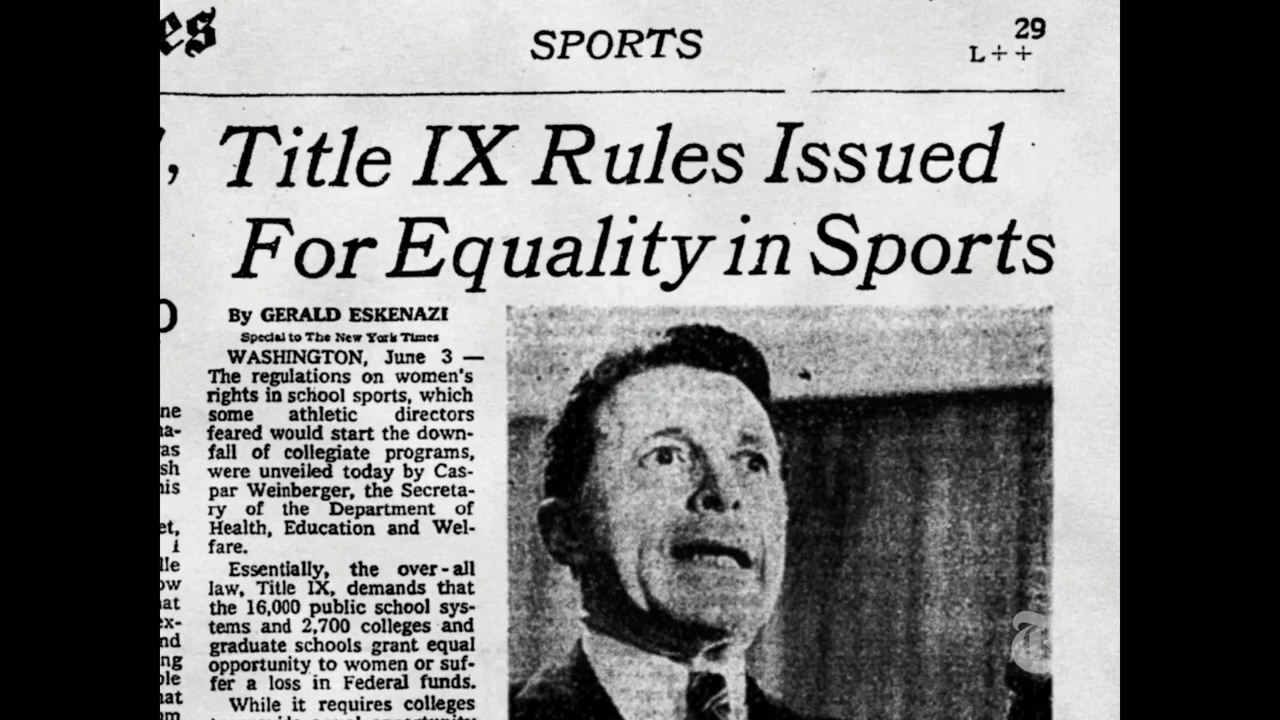 es
SPORTS
29
L++
Title IX Rules Issued
For Equality in Sports
By GERALD ESKENAZI
Special to The New York Times
WASHINGTON, June 3 —
The regulations on women's
rights in school sports, which
some athletic directors
feared would start the down-
fall of collegiate programs,
were unveiled today by Cas-
par Weinberger, the Secreta-
ry of the Department of
Health, Education and Wel-
fare.
Essentially, the over-all
law, Title IX, demands that
the 16,000 public school sys-
tems and 2,700 colleges and
graduate schools grant equal
opportunity to women or suf-
fer a loss in Federal funds.
While it requires colleges